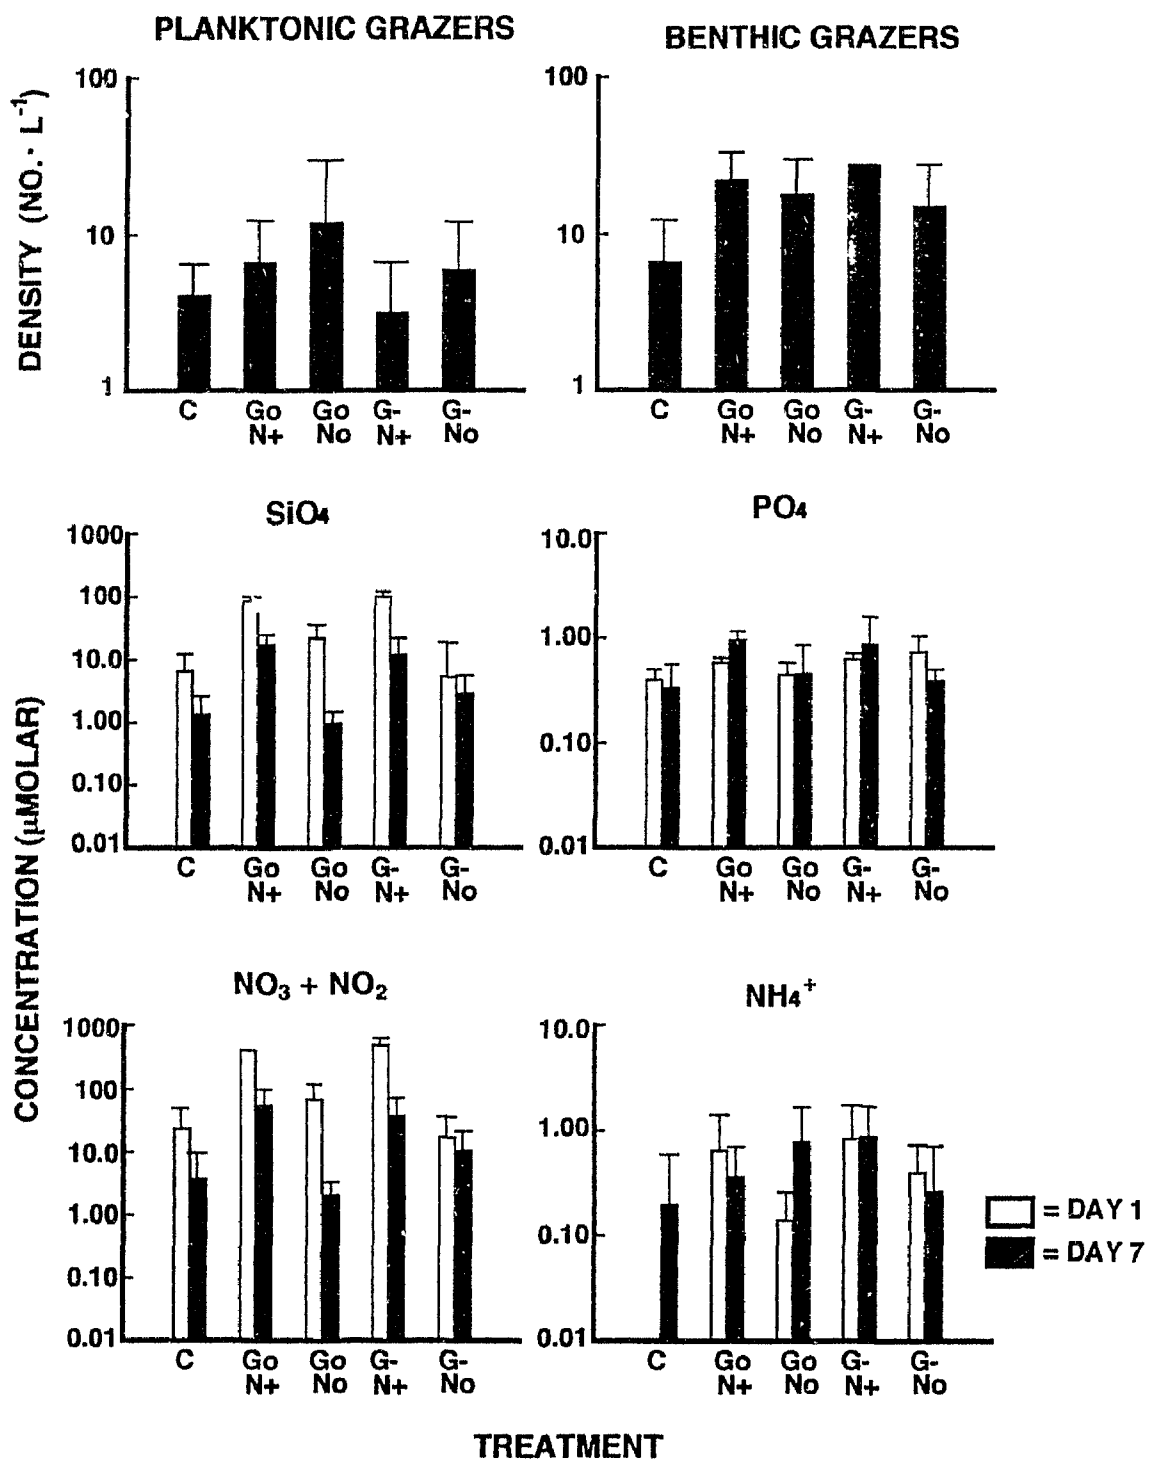 PLANKTONIC GRAZERS
BENTHIC GRAZERS
DENSITY (NO. · L⁻¹)
100
10
1
C Go Go G- G-
N+ No N+ No
100
10
1
C Go Go G- G-
N+ No N+ No
CONCENTRATION (µMOLAR)
SiO₄
1000
100
10.0
1.00
0.10
0.01
C Go Go G- G-
N+ No N+ No
PO₄
10.0
1.00
0.10
0.01
C Go Go G- G-
N+ No N+ No
NO₃ + NO₂
1000
100
10.0
1.00
0.10
0.01
C Go Go G- G-
N+ No N+ No
NH₄⁺
10.0
1.00
0.10
0.01
C Go Go G- G-
N+ No N+ No
= DAY 1
= DAY 7
TREATMENT